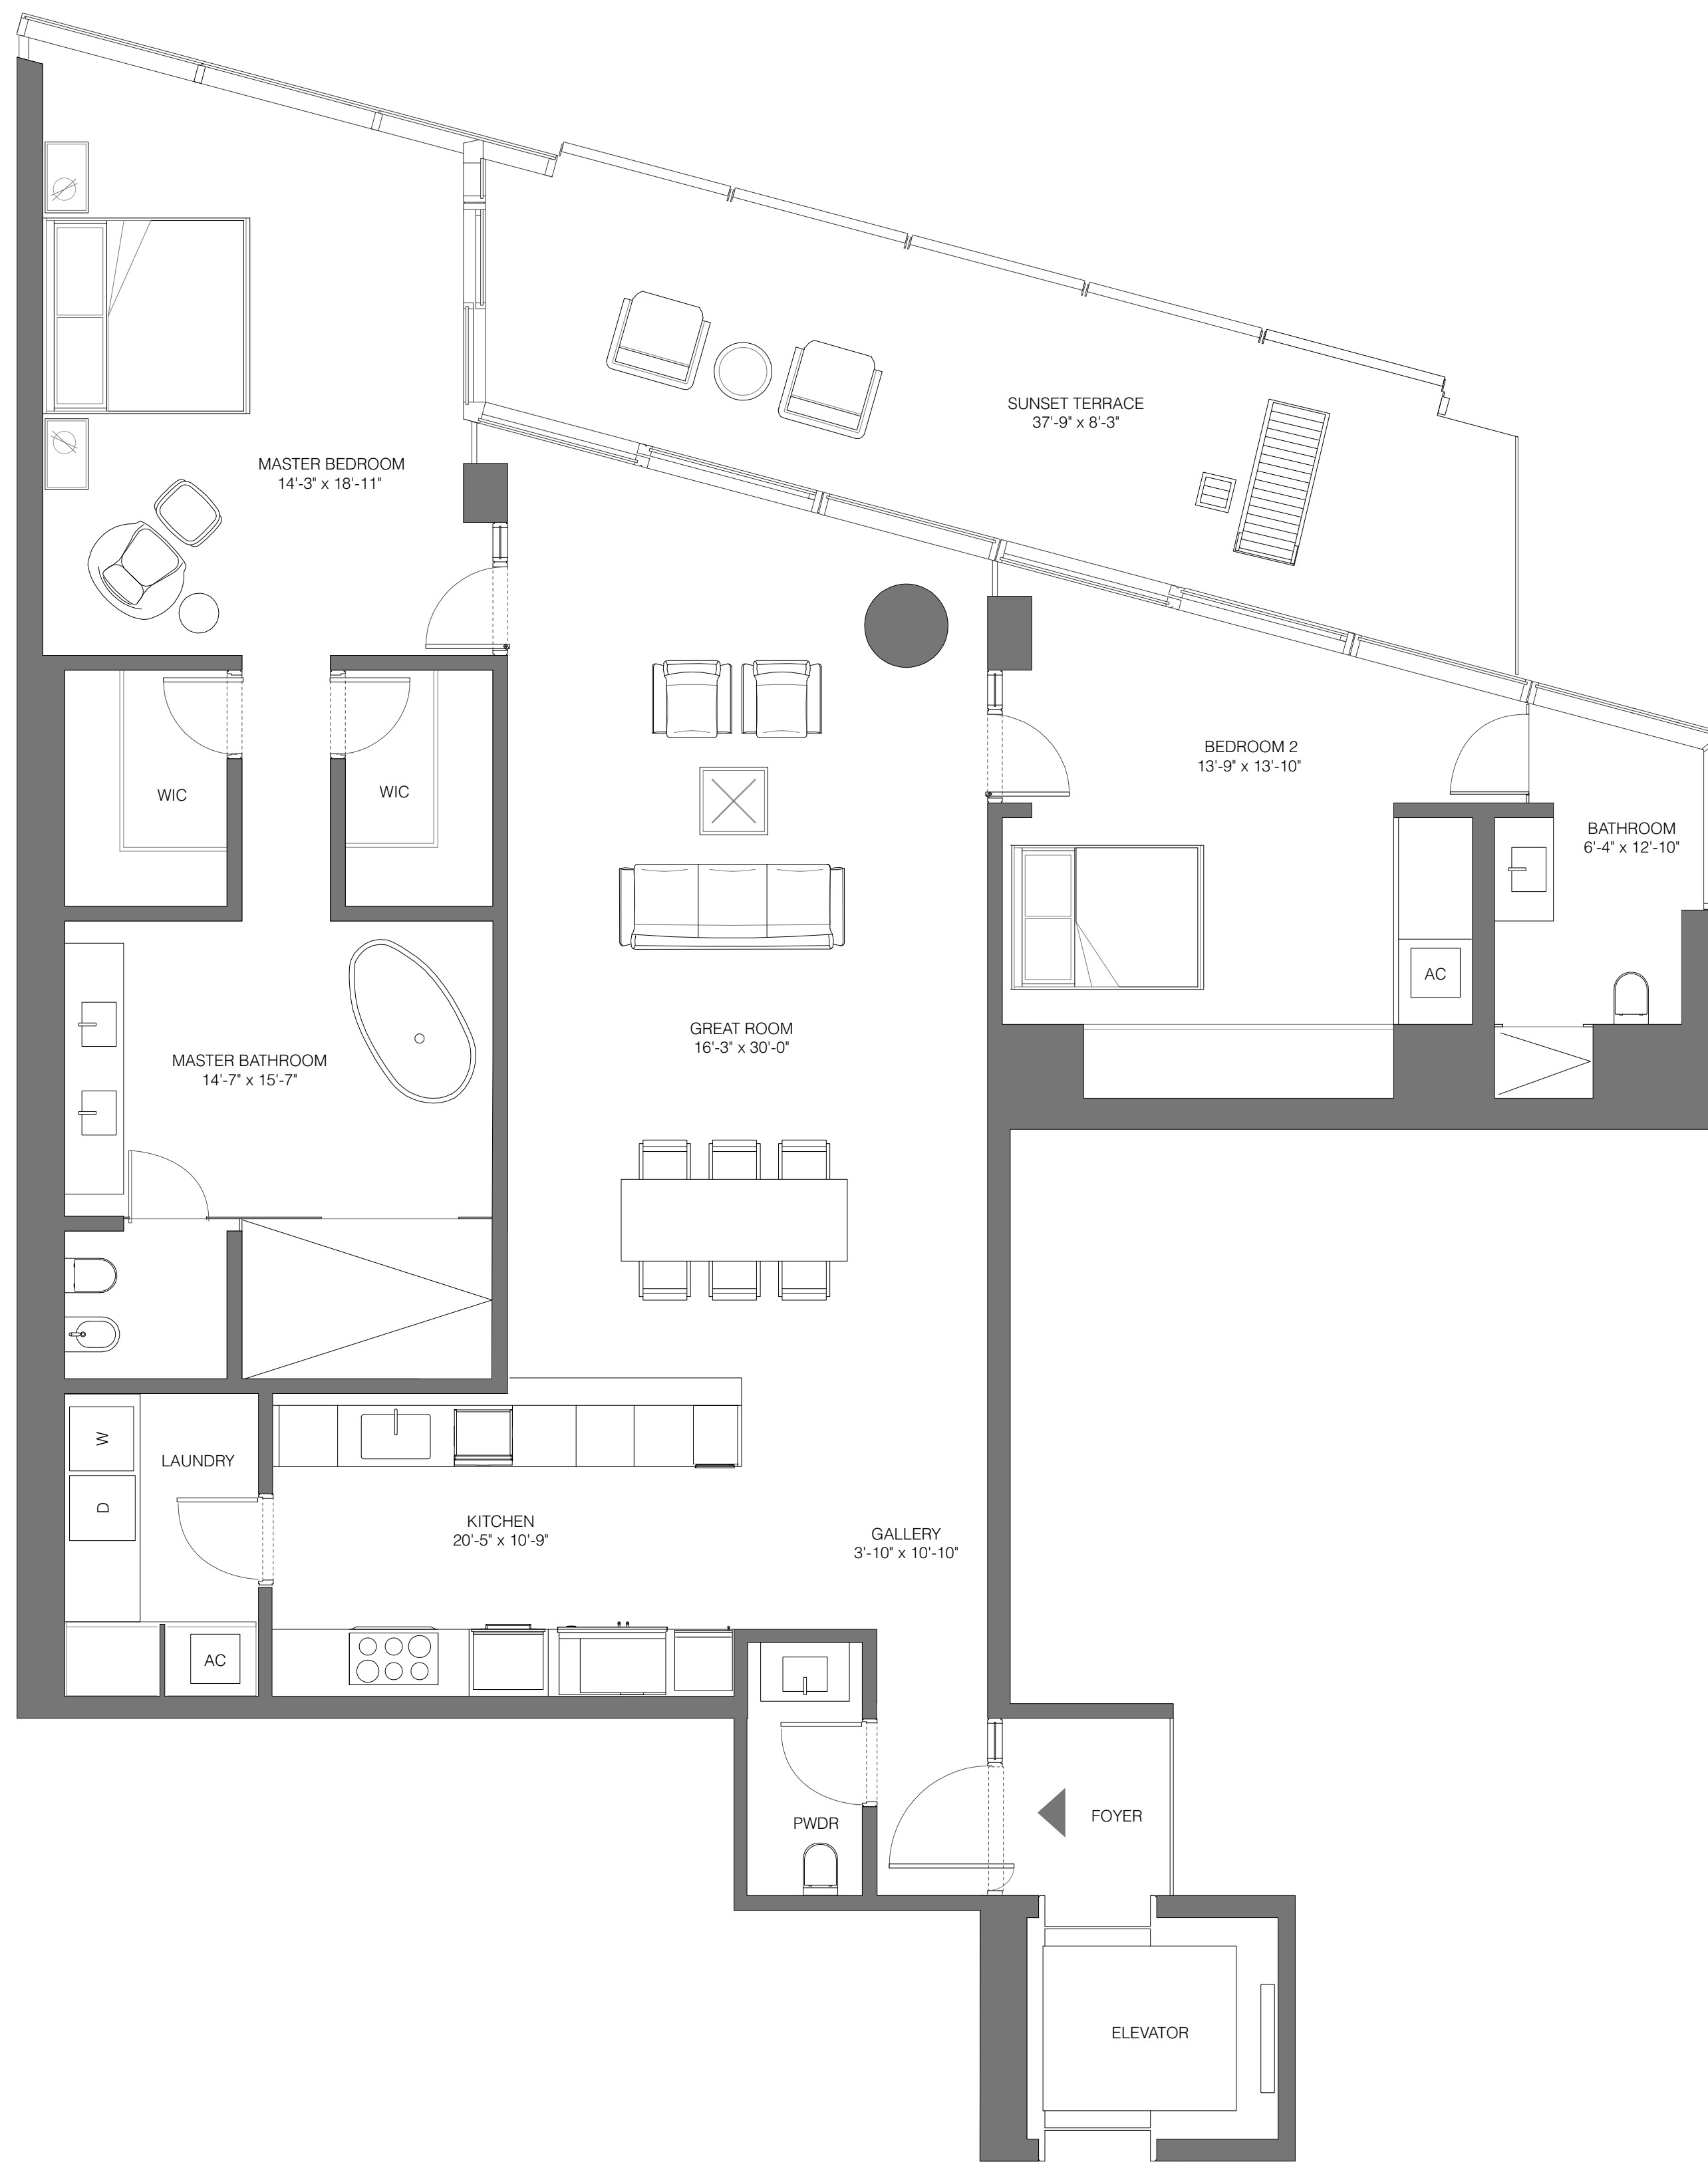 SUNSET TERRACE
37'-9" x 8'-3"
MASTER BEDROOM
14'-3" x 18'-11"
BEDROOM 2
13'-9" x 13'-10"
WIC
WIC
BATHROOM
6'-4" x 12'-10"
AC
GREAT ROOM
16'-3" x 30'-0"
MASTER BATHROOM
14'-7" x 15'-7"
W
LAUNDRY
D
KITCHEN
20'-5" x 10'-9"
GALLERY
3'-10" x 10'-10"
AC
PWDR
FOYER
ELEVATOR